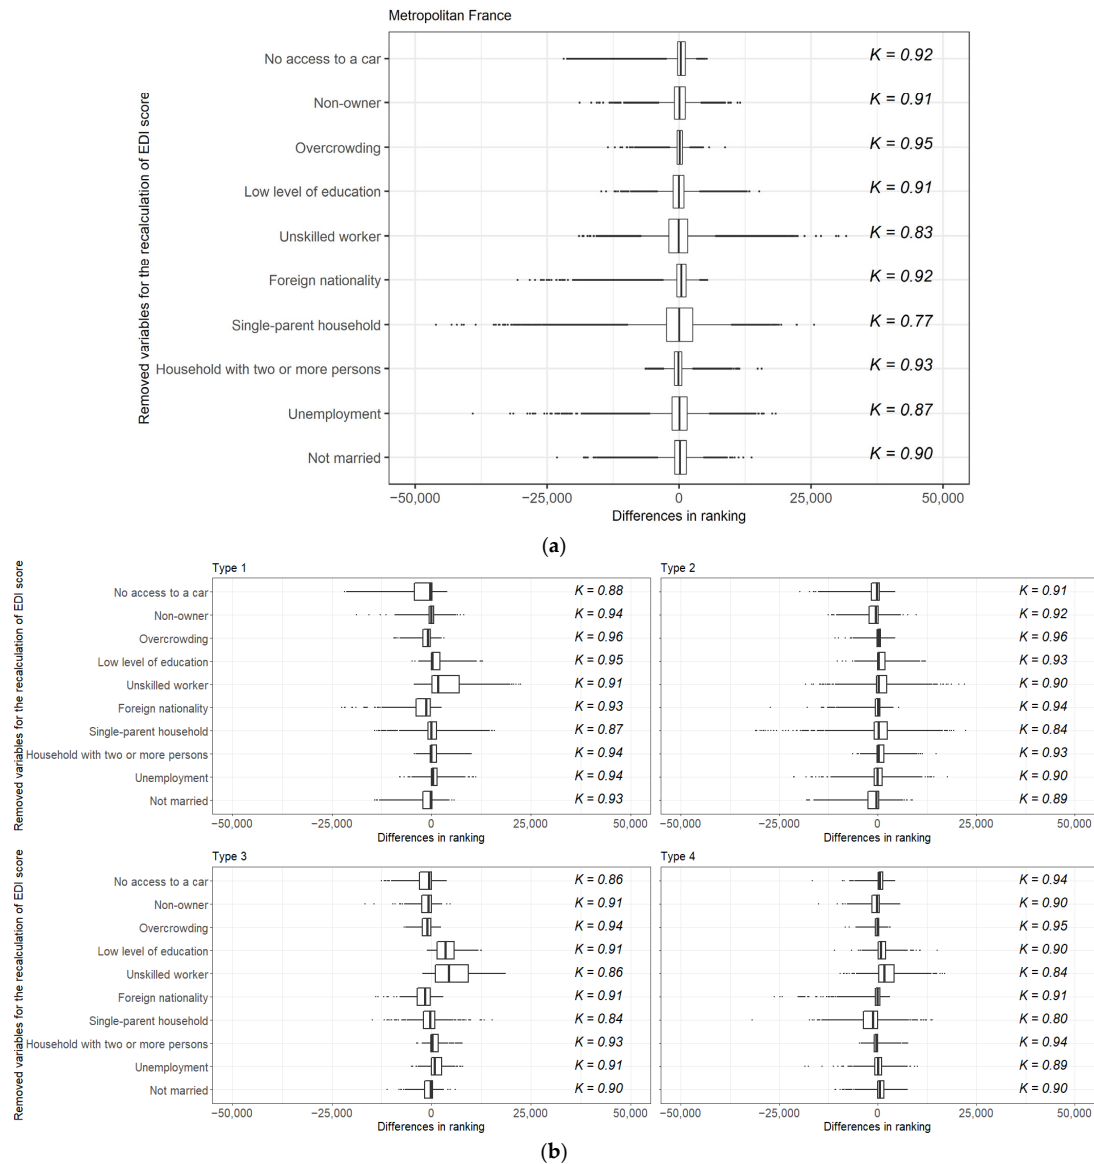 Metropolitan France
Removed variables for the recalculation of EDI score
No access to a car K = 0.92
Non-owner K = 0.91
Overcrowding K = 0.95
Low level of education K = 0.91
Unskilled worker K = 0.83
Foreign nationality K = 0.92
Single-parent household K = 0.77
Household with two or more persons K = 0.93
Unemployment K = 0.87
Not married K = 0.90
−50,000 −25,000 0 25,000 50,000
Differences in ranking
(a)
Removed variables for the recalculation of EDI score
Type 1
No access to a car K = 0.88
Non-owner K = 0.94
Overcrowding K = 0.96
Low level of education K = 0.95
Unskilled worker K = 0.91
Foreign nationality K = 0.93
Single-parent household K = 0.87
Household with two or more persons K = 0.94
Unemployment K = 0.94
Not married K = 0.93
−50,000 −25,000 0 25,000 50,000
Differences in ranking
Type 2
K = 0.91
K = 0.92
K = 0.96
K = 0.93
K = 0.90
K = 0.94
K = 0.84
K = 0.93
K = 0.90
K = 0.89
−50,000 −25,000 0 25,000 50,000
Differences in ranking
Removed variables for the recalculation of EDI score
Type 3
No access to a car K = 0.86
Non-owner K = 0.91
Overcrowding K = 0.94
Low level of education K = 0.91
Unskilled worker K = 0.86
Foreign nationality K = 0.91
Single-parent household K = 0.84
Household with two or more persons K = 0.93
Unemployment K = 0.91
Not married K = 0.90
−50,000 −25,000 0 25,000 50,000
Differences in ranking
Type 4
K = 0.94
K = 0.90
K = 0.95
K = 0.90
K = 0.84
K = 0.91
K = 0.80
K = 0.94
K = 0.89
K = 0.90
−50,000 −25,000 0 25,000 50,000
Differences in ranking
(b)